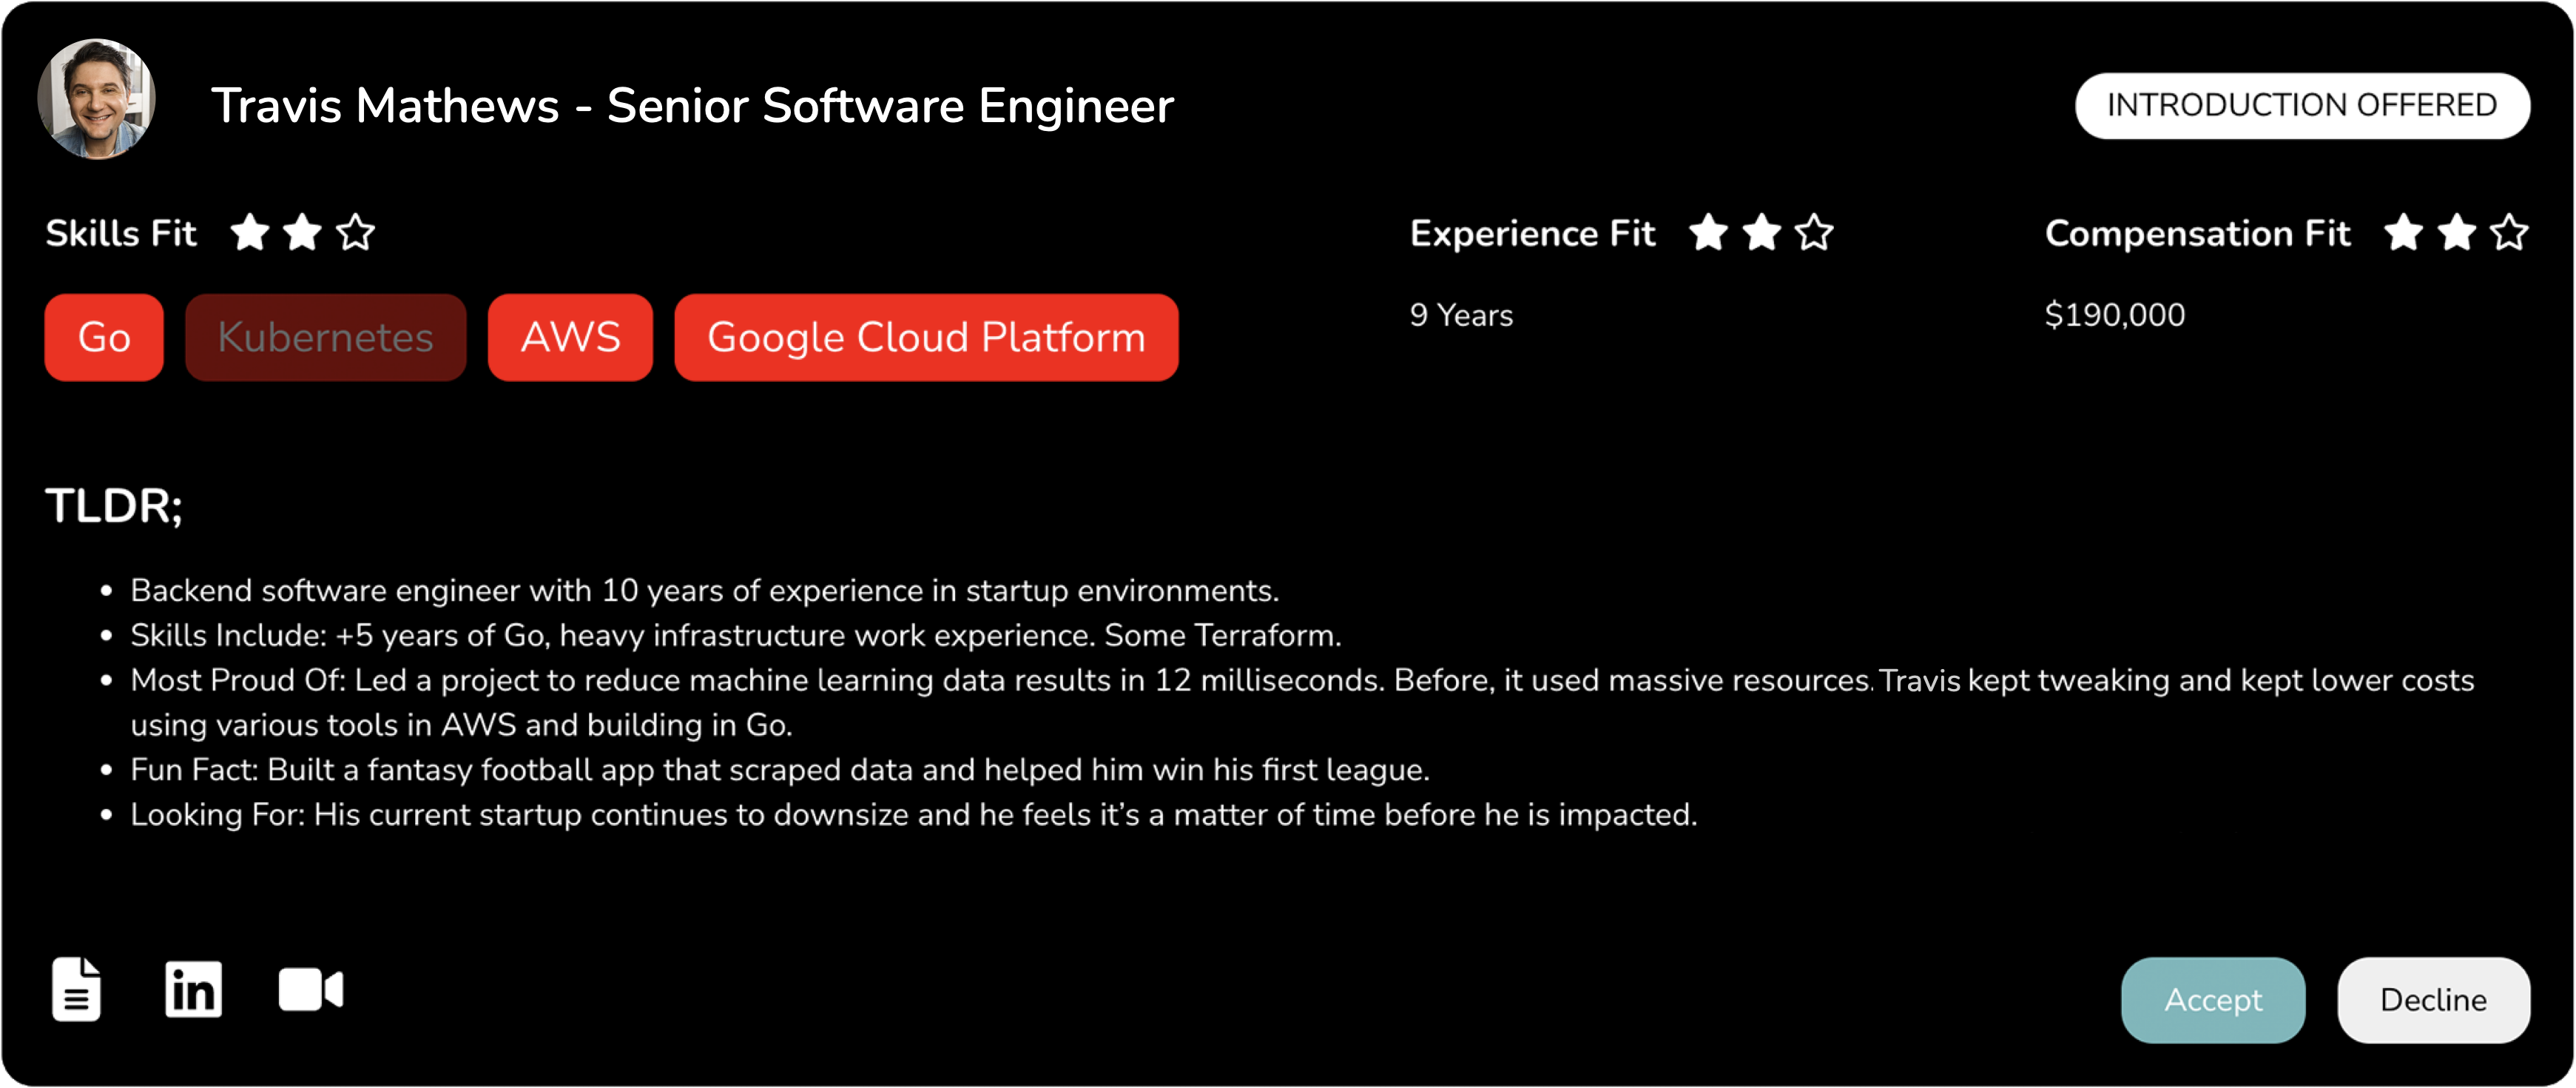 Travis Mathews - Senior Software Engineer
INTRODUCTION OFFERED
Skills Fit
Experience Fit
Compensation Fit
Go
Kubernetes
AWS
Google Cloud Platform
9 Years
$190,000
TLDR;
• Backend software engineer with 10 years of experience in startup environments.
• Skills Include: +5 years of Go, heavy infrastructure work experience. Some Terraform.
• Most Proud Of: Led a project to reduce machine learning data results in 12 milliseconds. Before, it used massive resources. Travis kept tweaking and kept lower costs
using various tools in AWS and building in Go.
• Fun Fact: Built a fantasy football app that scraped data and helped him win his first league.
• Looking For: His current startup continues to downsize and he feels it’s a matter of time before he is impacted.
in
Accept
Decline